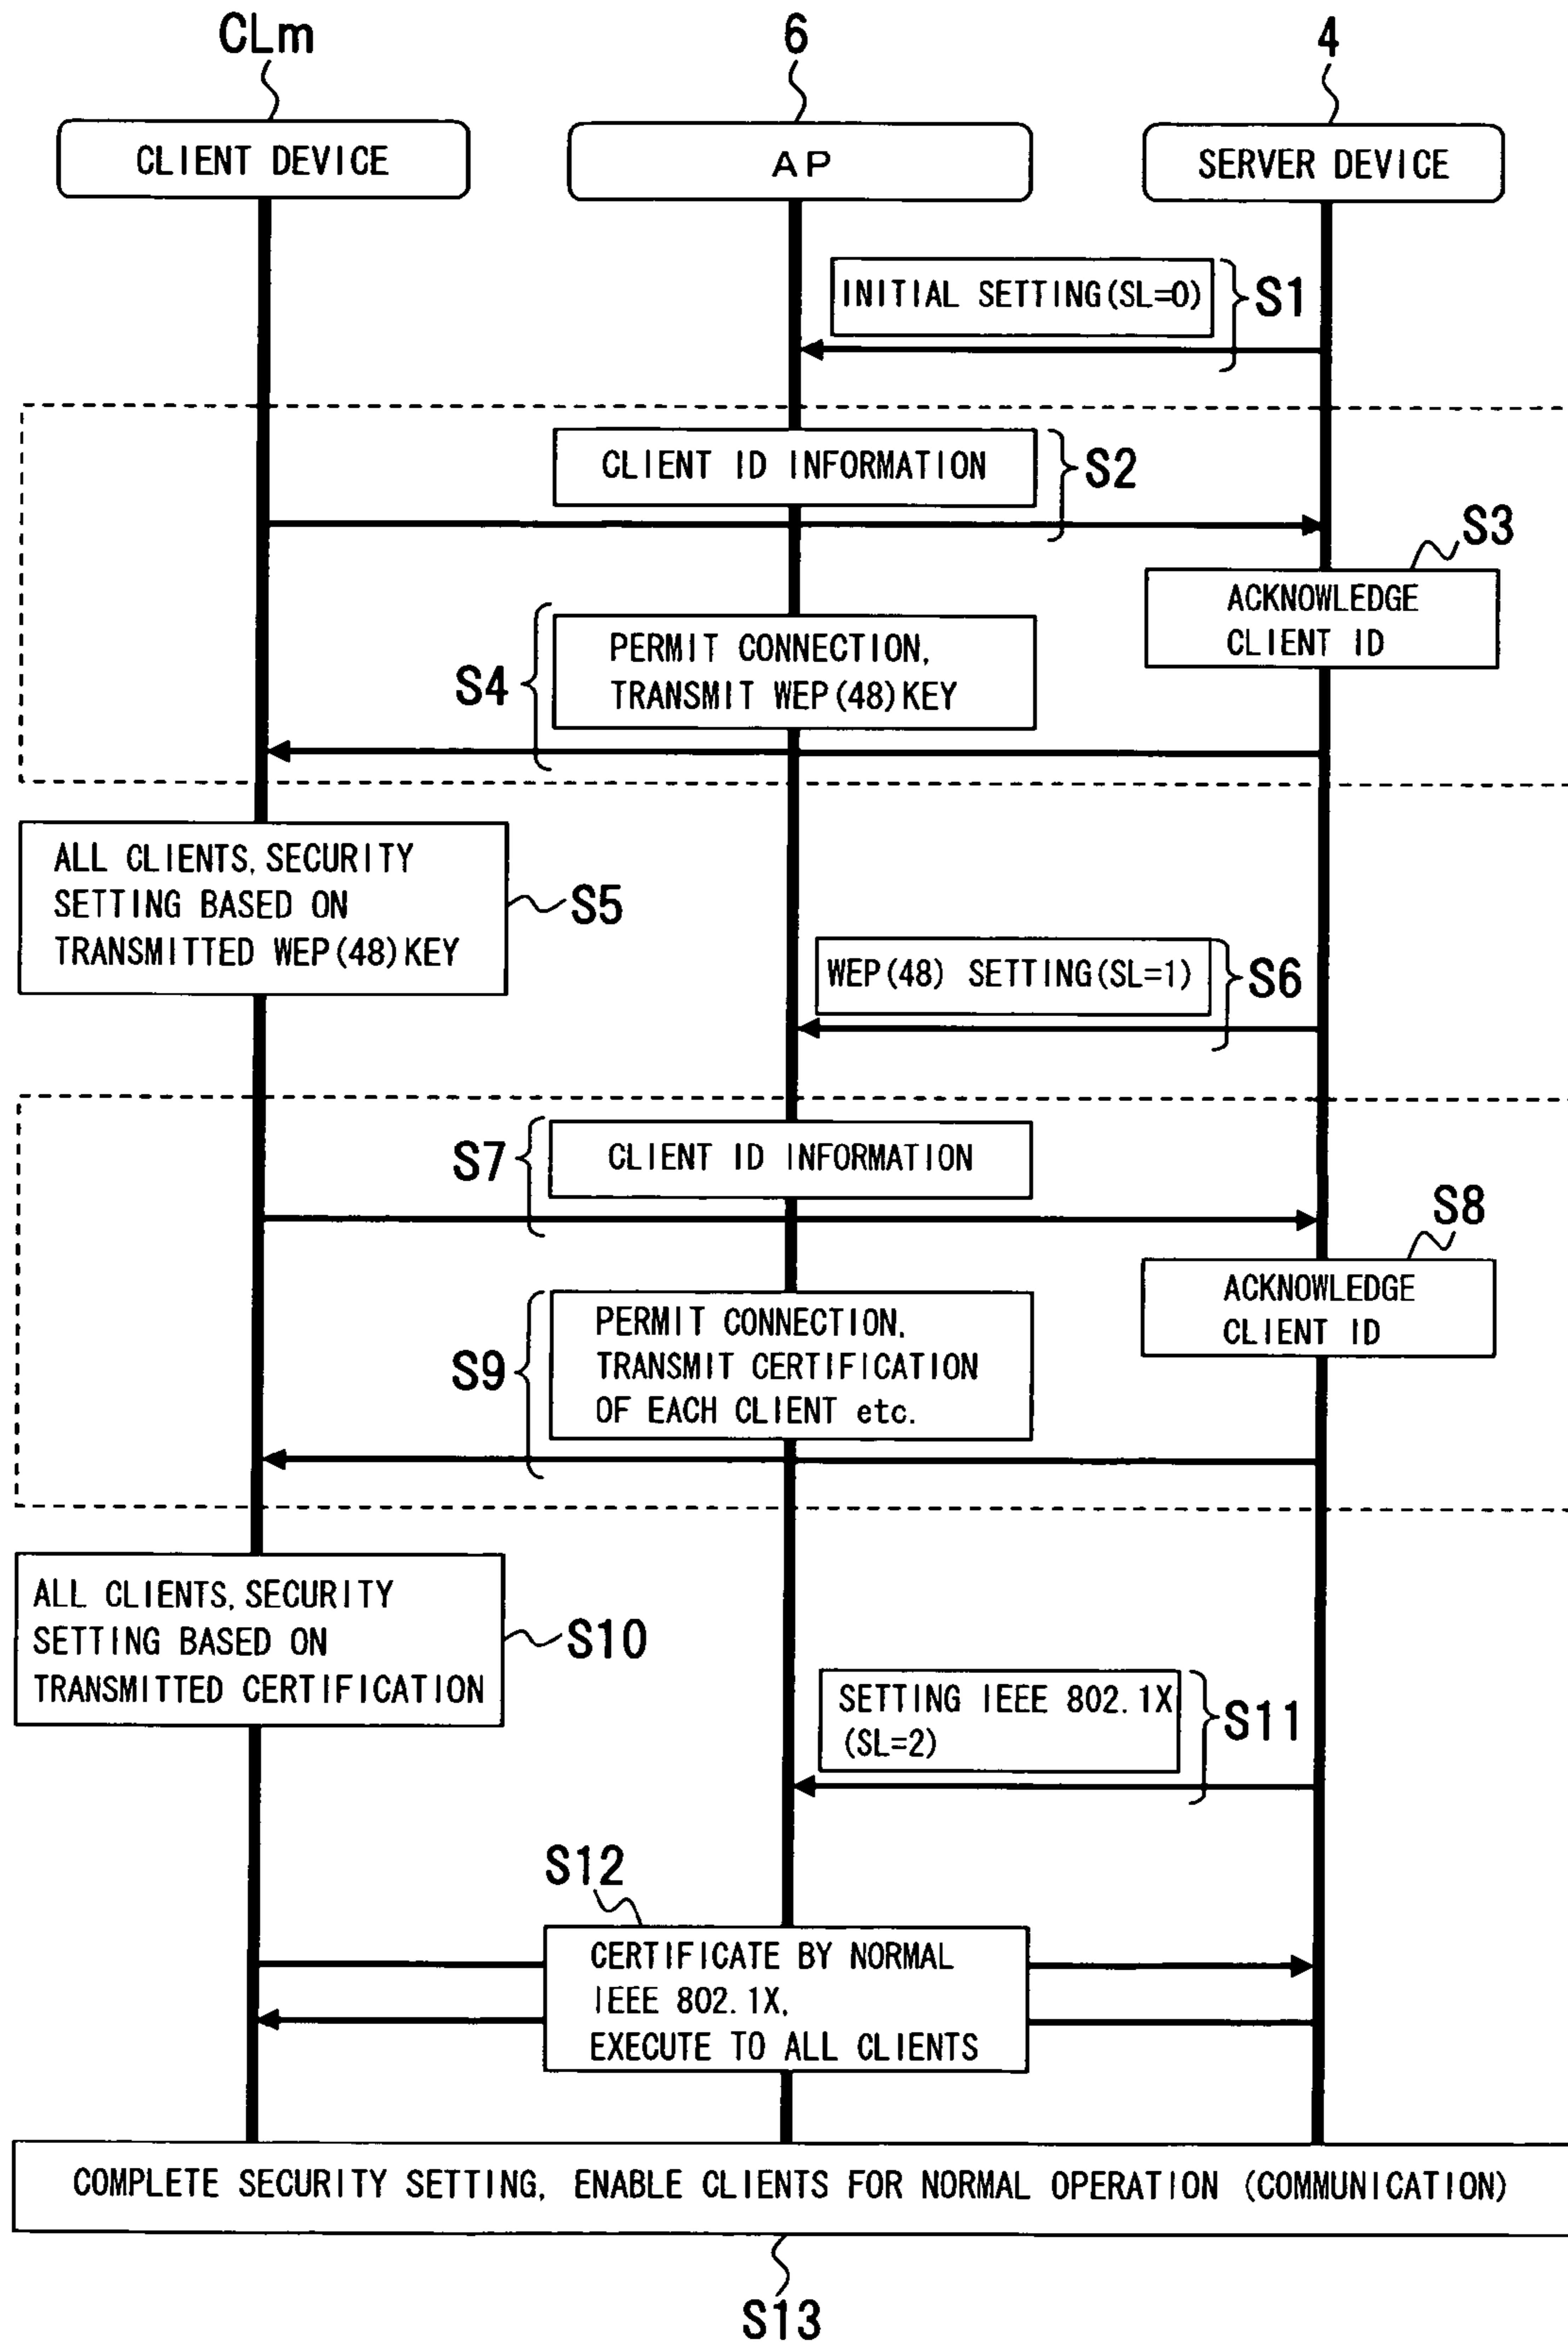 CLm
6
4
CLIENT DEVICE
AP
SERVER DEVICE
INITIAL SETTING(SL=0)
S1
CLIENT ID INFORMATION
S2
S3
ACKNOWLEDGE
CLIENT ID
S4
PERMIT CONNECTION,
TRANSMIT WEP(48)KEY
ALL CLIENTS, SECURITY
SETTING BASED ON
TRANSMITTED WEP(48)KEY
S5
WEP(48) SETTING(SL=1)
S6
S7
CLIENT ID INFORMATION
S8
ACKNOWLEDGE
CLIENT ID
S9
PERMIT CONNECTION,
TRANSMIT CERTIFICATION
OF EACH CLIENT etc.
ALL CLIENTS, SECURITY
SETTING BASED ON
TRANSMITTED CERTIFICATION
S10
SETTING IEEE 802.1X
(SL=2)
S11
S12
CERTIFICATE BY NORMAL
IEEE 802.1X,
EXECUTE TO ALL CLIENTS
COMPLETE SECURITY SETTING, ENABLE CLIENTS FOR NORMAL OPERATION (COMMUNICATION)
S13